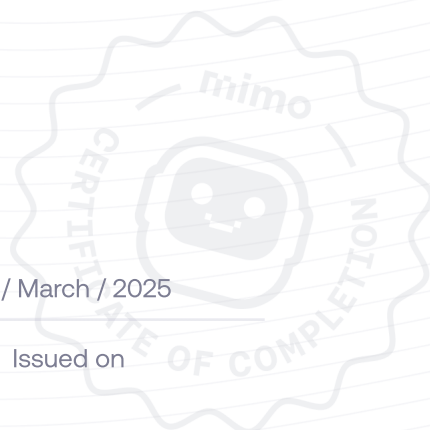 mimo
CERTIFICATE OF COMPLETION
/ March / 2025
Issued on